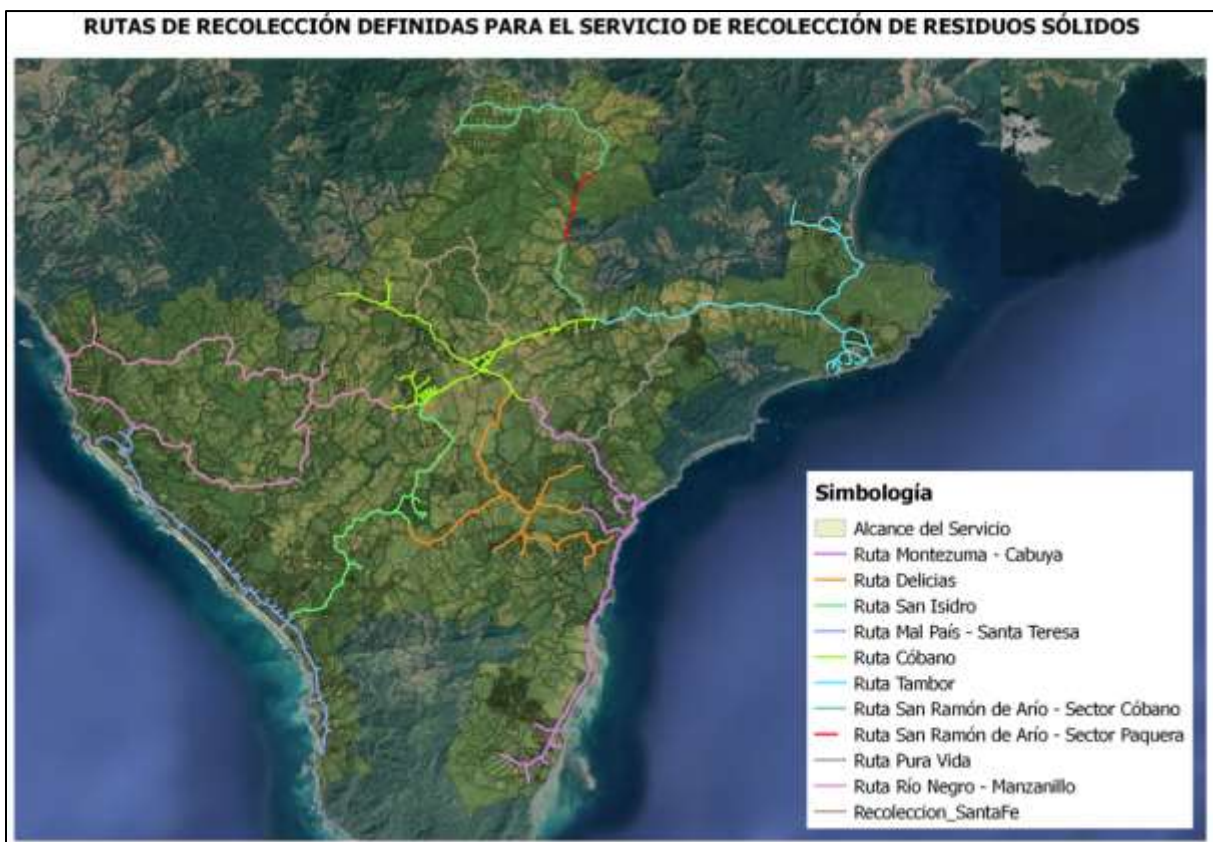 RUTAS DE RECOLECCIÓN DEFINIDAS PARA EL SERVICIO DE RECOLECCIÓN DE RESIDUOS SÓLIDOS
Simbología
Alcance del Servicio
Ruta Montezuma - Cabuya
Ruta Delicias
Ruta San Isidro
Ruta Mal País - Santa Teresa
Ruta Cóbano
Ruta Tambor
Ruta San Ramón de Arío - Sector Cóbano
Ruta San Ramón de Arío - Sector Paquera
Ruta Pura Vida
Ruta Río Negro - Manzanillo
Recoleccion_SantaFe